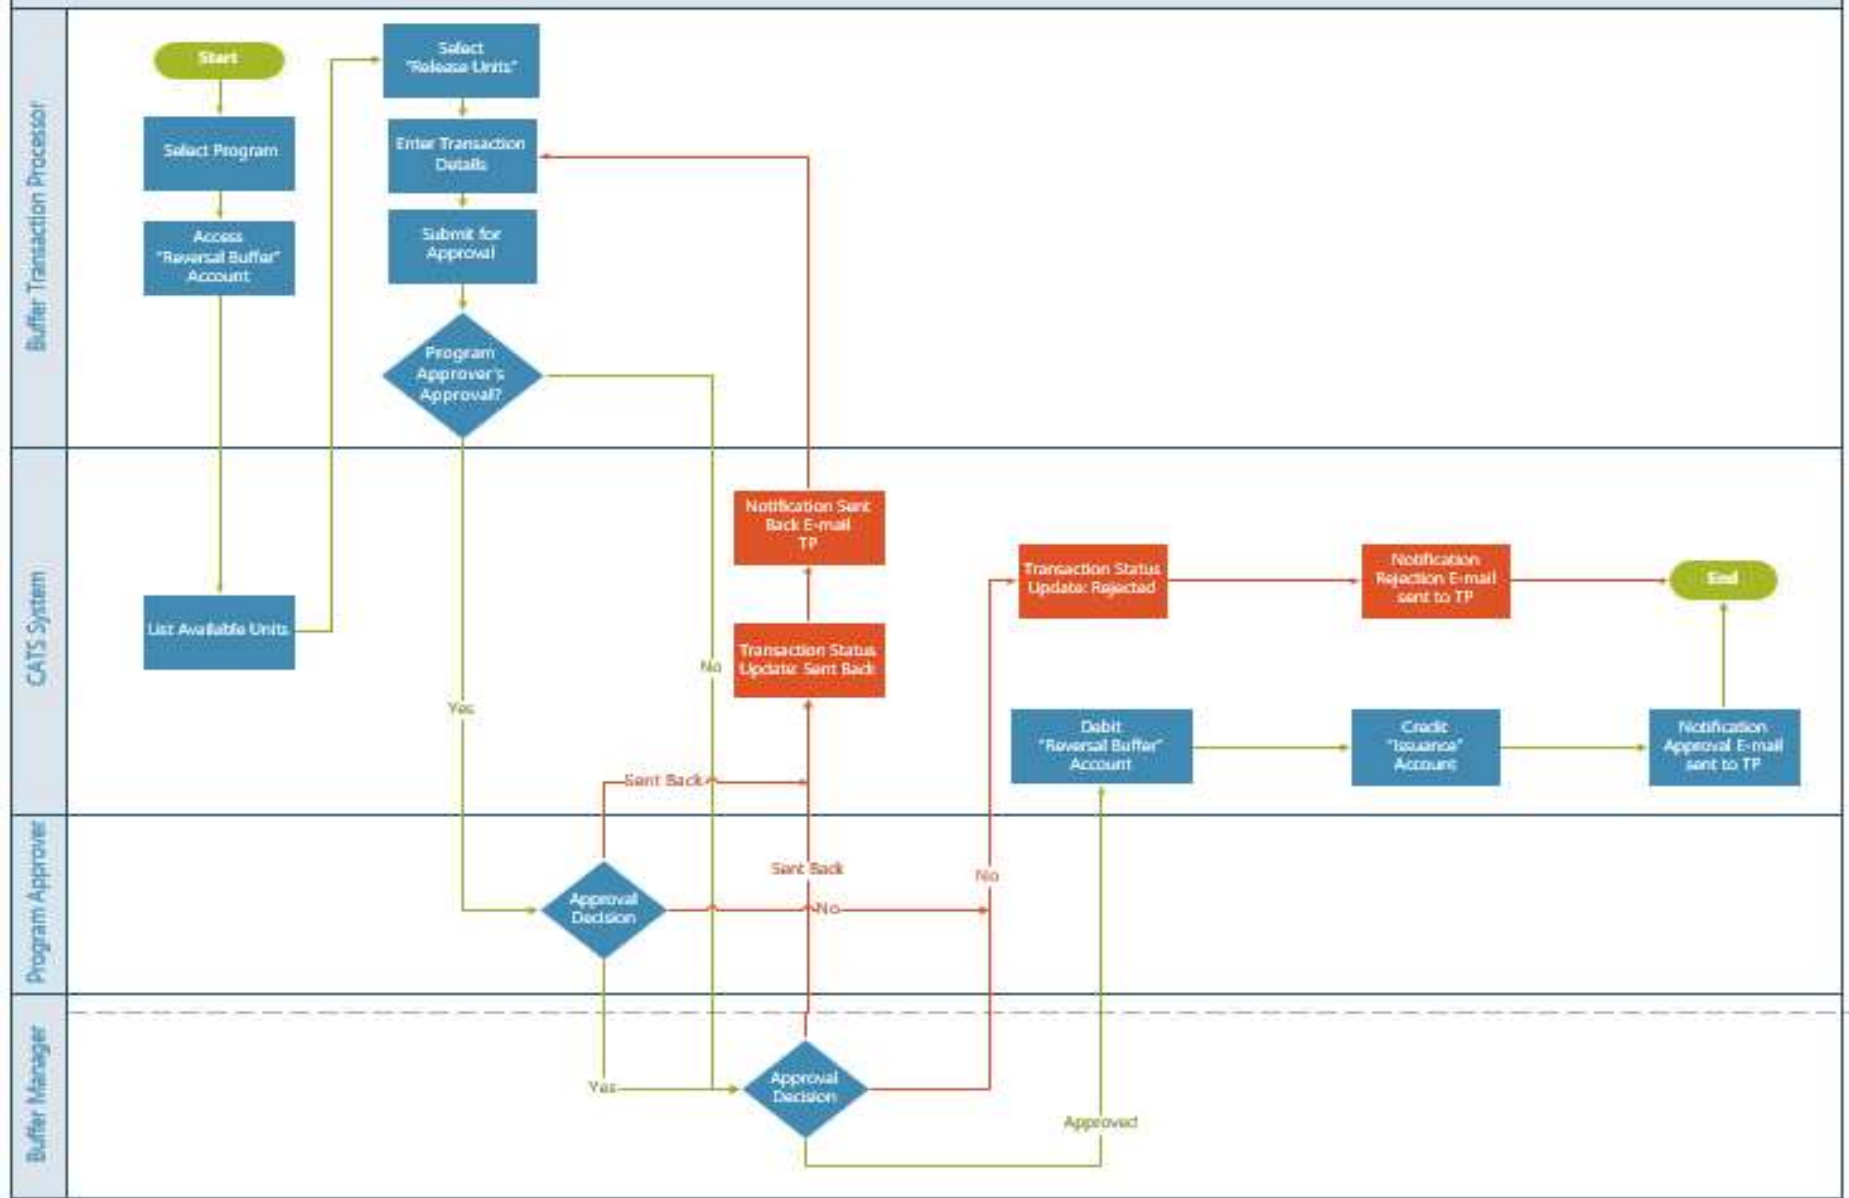 Buffer Transaction Processor
Start
Select Program
Access
"Reversal Buffer"
Account
Select
"Release Units"
Enter Transaction
Details
Submit for
Approval
Program
Approver's
Approval?
CATS System
List Available Units
Yes
No
Notification Sent
Back E-mail
TP
Transaction Status
Update: Sent Back
Sent Back
Transaction Status
Update: Rejected
Notification
Rejection E-mail
sent to TP
End
Debit
"Reversal Buffer"
Account
Credit
"Issuance"
Account
Notification
Approval E-mail
sent to TP
Program Approver
Approval
Decision
Sent Back
No
No
Buffer Manager
Yes
Approval
Decision
Approved